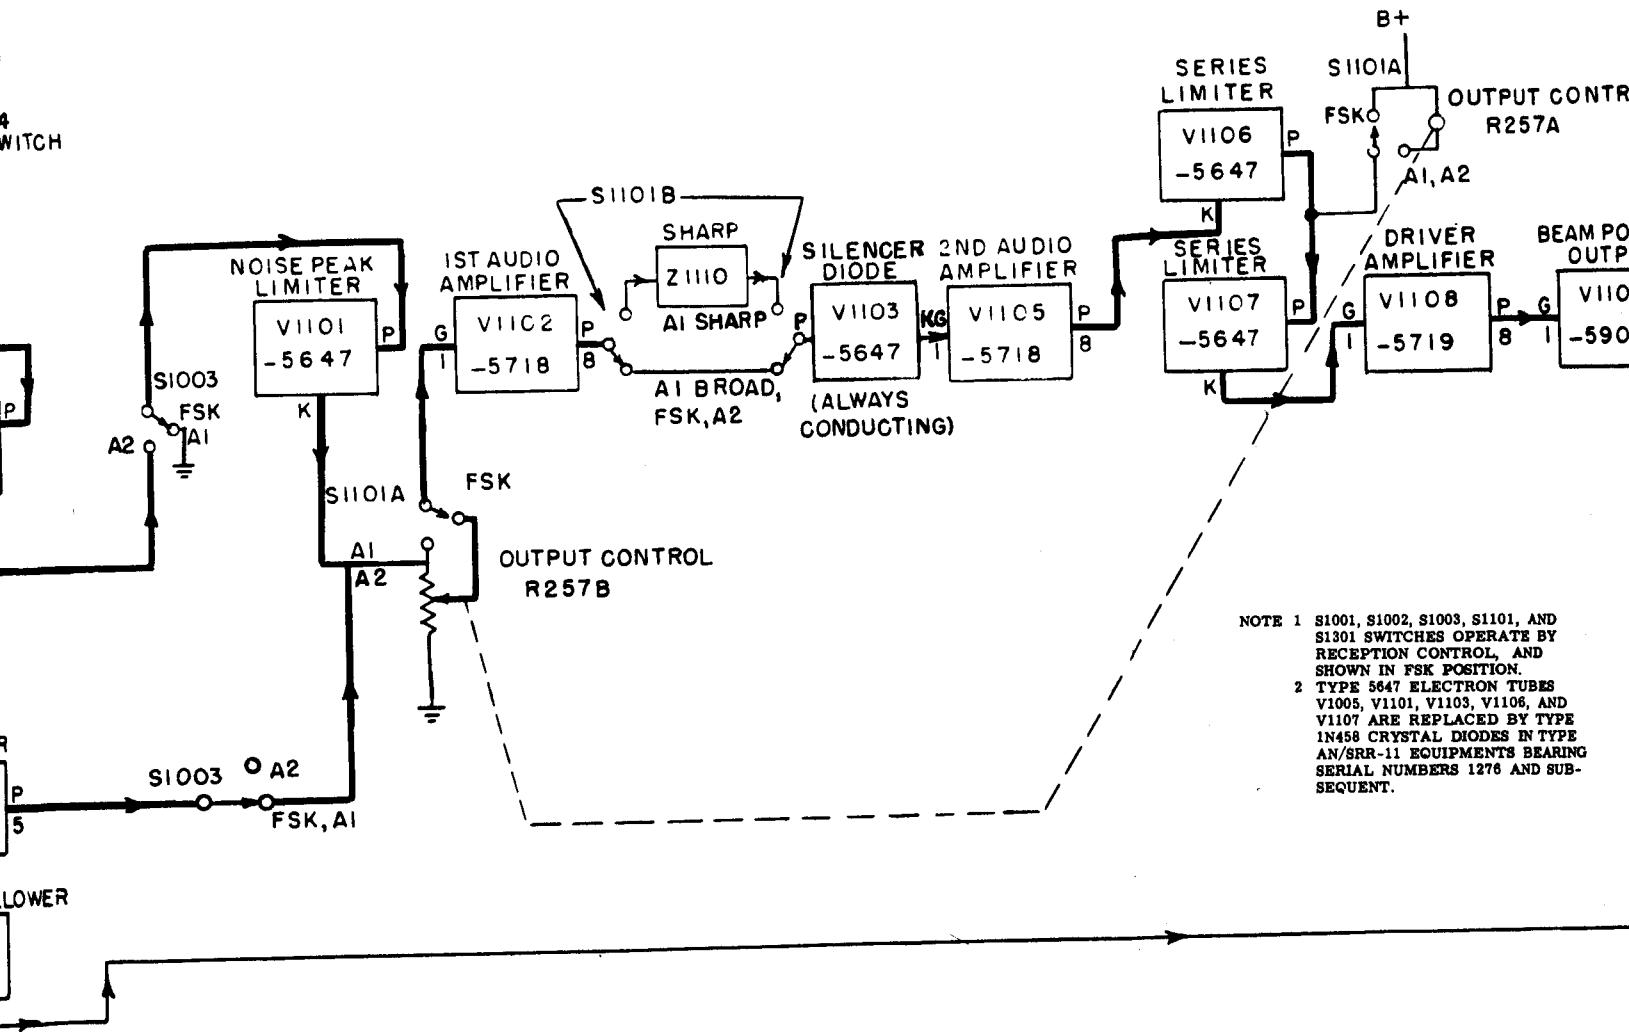 4
WITCH
NOISE PEAK
LIMITER
V1101
-5647
P
K
P
S1003
FSK
A1
A2
1ST AUDIO
AMPLIFIER
V1102
-5718
G
1
P
8
S1101B
SHARP
Z1110
A1 SHARP
A1 BROAD,
FSK, A2
P
SILENCER
DIODE
V1103
-5647
(ALWAYS
CONDUCTING)
KG
1
2ND AUDIO
AMPLIFIER
V1105
-5718
P
8
SERIES
LIMITER
V1106
-5647
P
K
SERIES
LIMITER
V1107
-5647
P
K
B+
S1101A
FSK
OUTPUT CONTR
R257A
A1, A2
DRIVER
AMPLIFIER
V1108
-5719
G
1
P
8
BEAM PO
OUTP
G
1
V110
-590
S1101A
FSK
A1
A2
OUTPUT CONTROL
R257B
NOTE 1 S1001, S1002, S1003, S1101, AND
S1301 SWITCHES OPERATE BY
RECEPTION CONTROL, AND
SHOWN IN FSK POSITION.
2 TYPE 5647 ELECTRON TUBES
V1005, V1101, V1103, V1106, AND
V1107 ARE REPLACED BY TYPE
1N458 CRYSTAL DIODES IN TYPE
AN/SRR-11 EQUIPMENTS BEARING
SERIAL NUMBERS 1276 AND SUB-
SEQUENT.
R
P
5
S1003
A2
FSK, A1
LLOWER